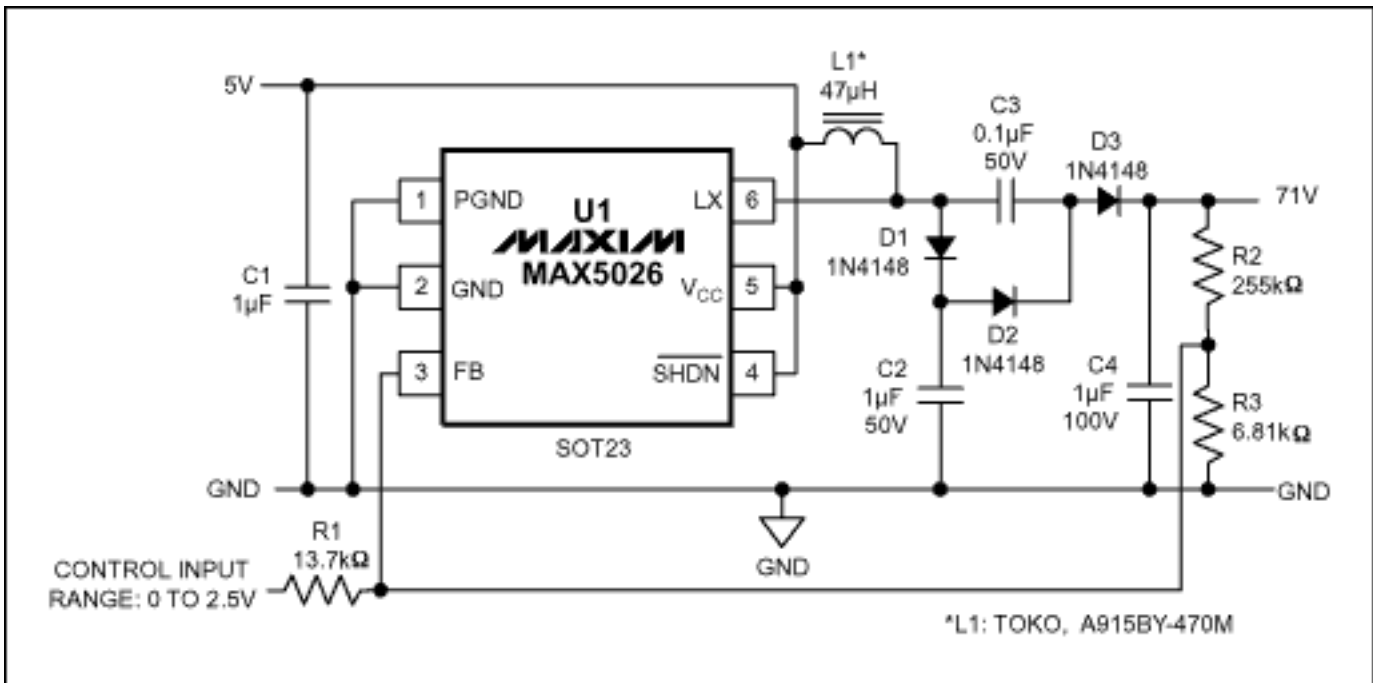 5V
L1*
47µH
C3
0.1µF
50V
D3
1N4148
71V
1
PGND
LX
6
U1
MAXIM
MAX5026
D1
1N4148
R2
255kΩ
C1
1µF
2
GND
VCC
5
D2
1N4148
3
FB
SHDN
4
C2
1µF
50V
C4
1µF
100V
R3
6.81kΩ
SOT23
GND
GND
R1
13.7kΩ
GND
CONTROL INPUT
RANGE: 0 TO 2.5V
*L1: TOKO, A915BY-470M